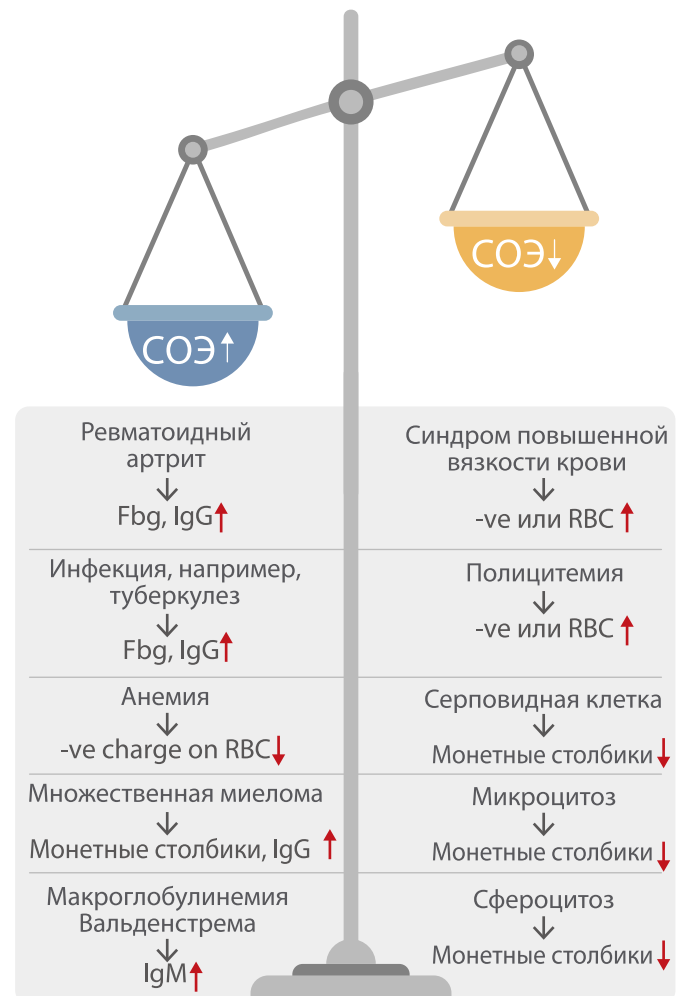 СОЭ↓
СОЭ↑
Ревматоидный
артрит
↓
Fbg, IgG↑
Инфекция, например,
туберкулез
↓
Fbg, IgG↑
Анемия
↓
-ve charge on RBC↓
Множественная миелома
↓
Монетные столбики, IgG ↑
Макроглобулинемия
Вальденстрема
↓
IgM↑
Синдром повышенной
вязкости крови
↓
-ve или RBC ↑
Полицитемия
↓
-ve или RBC ↑
Серповидная клетка
↓
Монетные столбики↓
Микроцитоз
↓
Монетные столбики↓
Сфероцитоз
↓
Монетные столбики↓